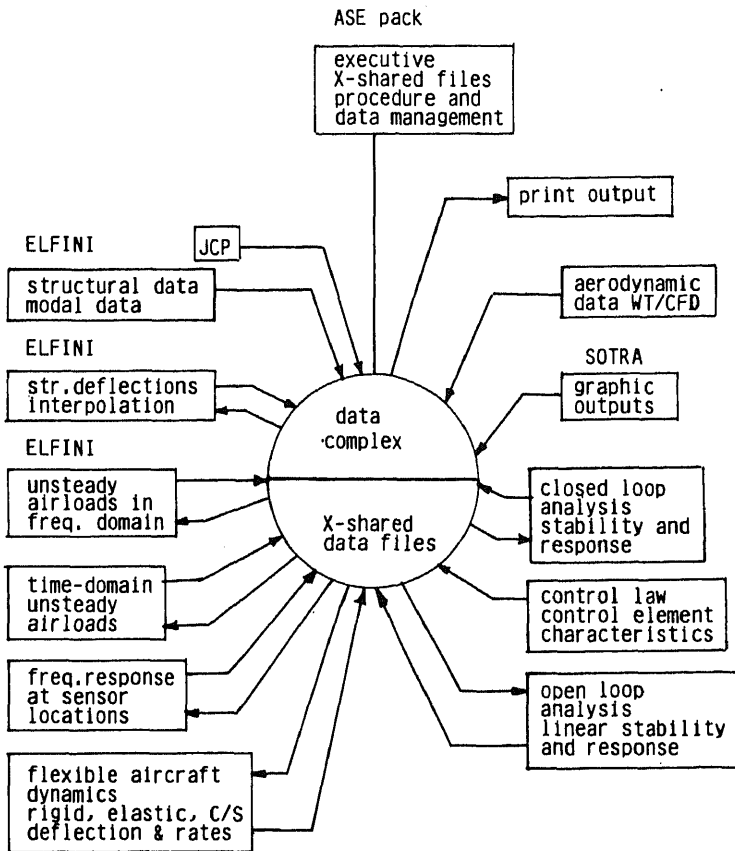 ASE pack
executive
X-shared files
procedure and
data management
print output
ELFINI
JCP
structural data
modal data
aerodynamic
data WT/CFD
ELFINI
str.deflections
interpolation
SOTRA
graphic
outputs
data
complex
ELFINI
unsteady
airloads in
freq. domain
X-shared
data files
closed loop
analysis
stability and
response
time-domain
unsteady
airloads
control law
control element
characteristics
freq.response
at sensor
locations
open loop
analysis
linear stability
and response
flexible aircraft
dynamics
rigid, elastic, C/S
deflection & rates